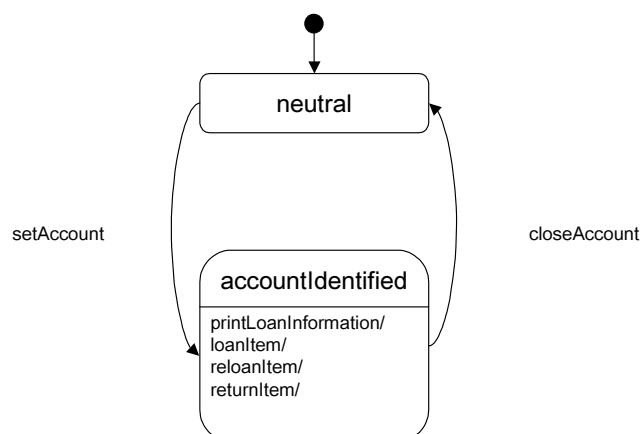 neutral
setAccount
closeAccount
accountIdentified
printLoanInformation/
loanItem/
reloanItem/
returnItem/